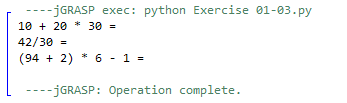 ----jGRASP exec: python Exercise 01-03.py
10 + 20 * 30 =
42/30 =
(94 + 2) * 6 - 1 =
----jGRASP: Operation complete.